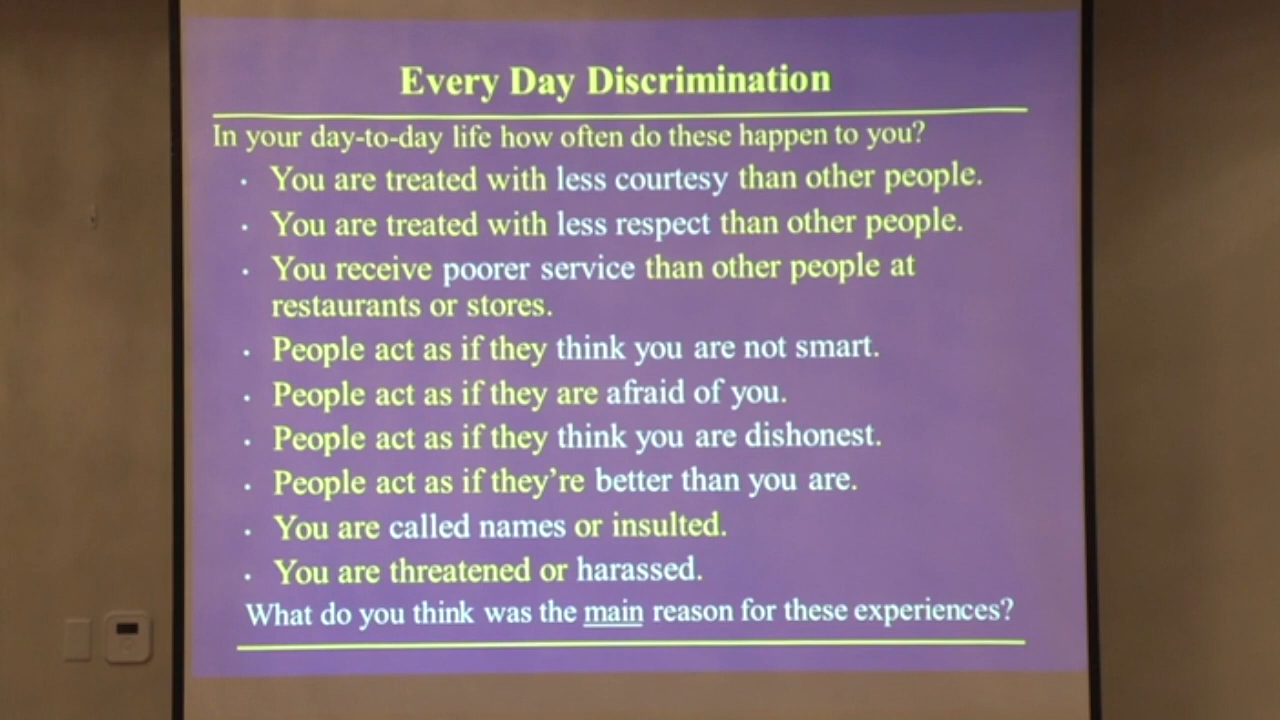 Every Day Discrimination
In your day-to-day life how often do these happen to you?
· You are treated with less courtesy than other people.
· You are treated with less respect than other people.
· You receive poorer service than other people at
restaurants or stores.
· People act as if they think you are not smart.
· People act as if they are afraid of you.
· People act as if they think you are dishonest.
· People act as if they’re better than you are.
· You are called names or insulted.
· You are threatened or harassed.
What do you think was the main reason for these experiences?